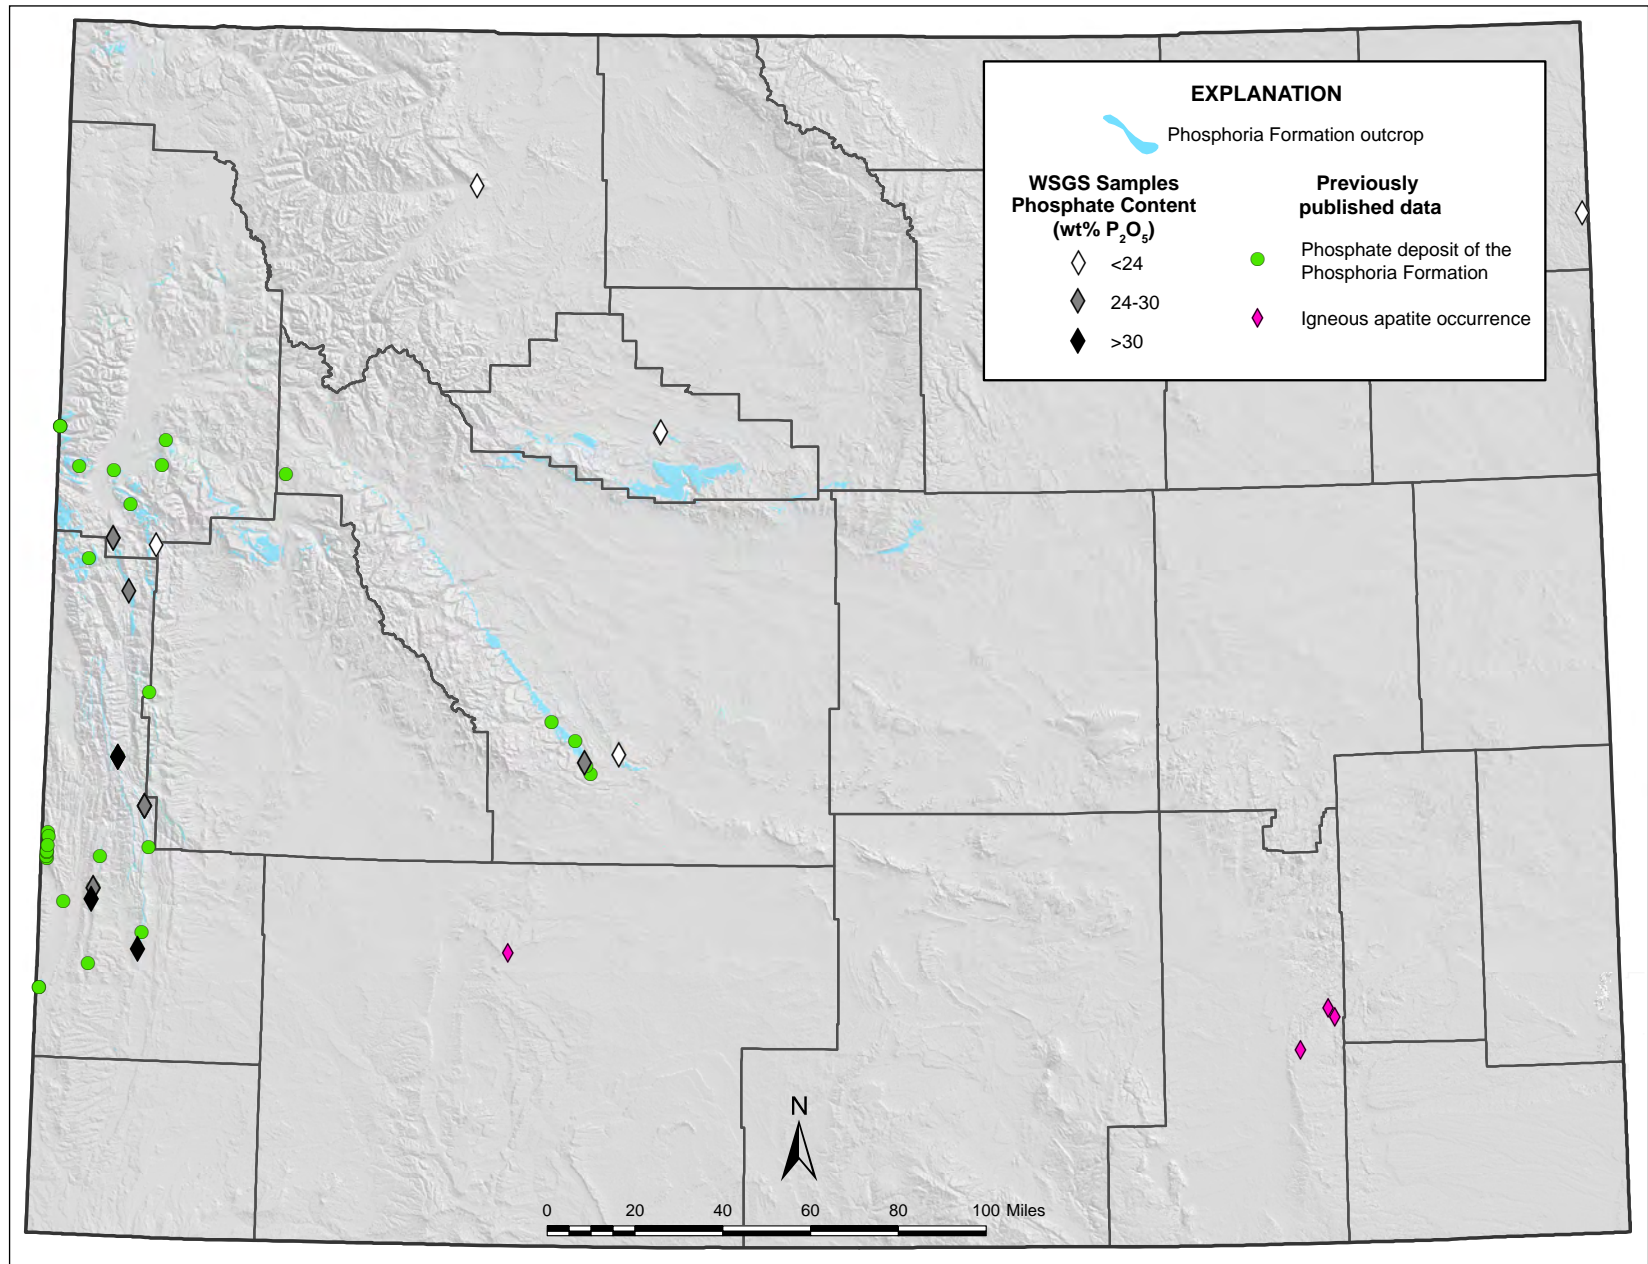 EXPLANATION
Phosphoria Formation outcrop
WSGS Samples
Phosphate Content
(wt% P₂O₅)
<24
24-30
>30
Previously
published data
Phosphate deposit of the
Phosphoria Formation
Igneous apatite occurrence
N
0 20 40 60 80 100 Miles